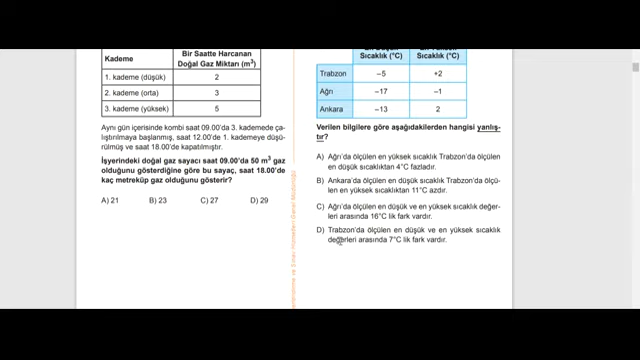 Kademe
Bir Saatte Harcanan
Doğal Gaz Miktarı (m³)
1. kademe (düşük) 2
2. kademe (orta) 3
3. kademe (yüksek) 5
Aynı gün içerisinde kombi saat 09.00'da 3. kademede ça-
lıştırılmaya başlanmış, saat 12.00'de 1. kademeye düşü-
rülmüş ve saat 18.00'de kapatılmıştır.
İşyerindeki doğal gaz sayacı saat 09.00'da 50 m³ gaz
olduğunu gösterdiğine göre bu sayaç, saat 18.00'de
kaç metreküp gaz olduğunu gösterir?
A) 21 B) 23 C) 27 D) 29
Sıcaklık (°C) Sıcaklık (°C)
Trabzon –5 +2
Ağrı –17 –1
Ankara –13 2
Verilen bilgilere göre aşağıdakilerden hangisi yanlış-
tır?
A) Ağrı'da ölçülen en yüksek sıcaklık Trabzon'da ölçülen
en düşük sıcaklıktan 4°C fazladır.
B) Ankara'da ölçülen en düşük sıcaklık Trabzon'da ölçü-
len en yüksek sıcaklıktan 11°C azdır.
C) Ağrı'da ölçülen en düşük ve en yüksek sıcaklık değer-
leri arasında 16°C lik fark vardır.
D) Trabzon'da ölçülen en düşük ve en yüksek sıcaklık
değerleri arasında 7°C lik fark vardır.
ve Sınav Hizmetleri Genel Müdürlüğü